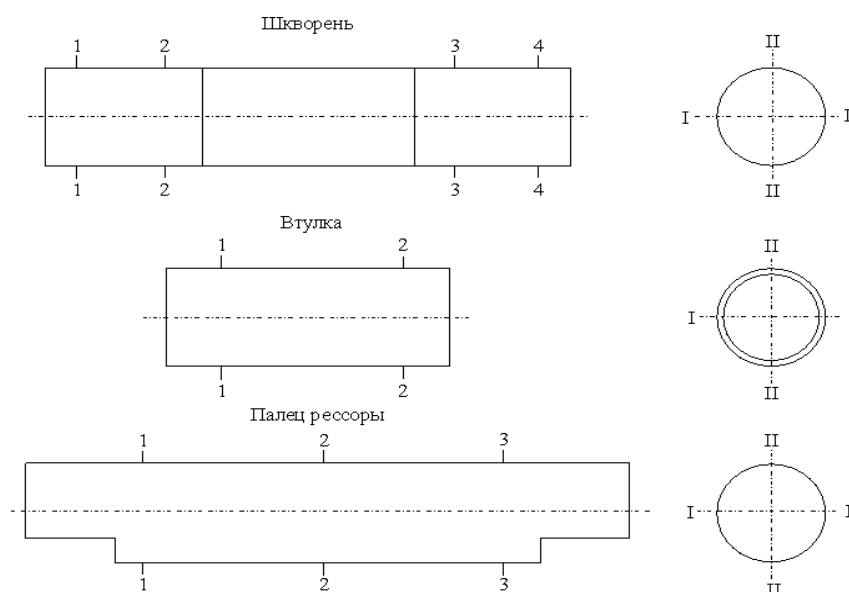 Шкворень
1 2 3 4
II
I I
1 2 3 4
II
Втулка
1 2
II
I
1 2
II
Палец рессоры
1 2 3
II
I I
1 2 3
II